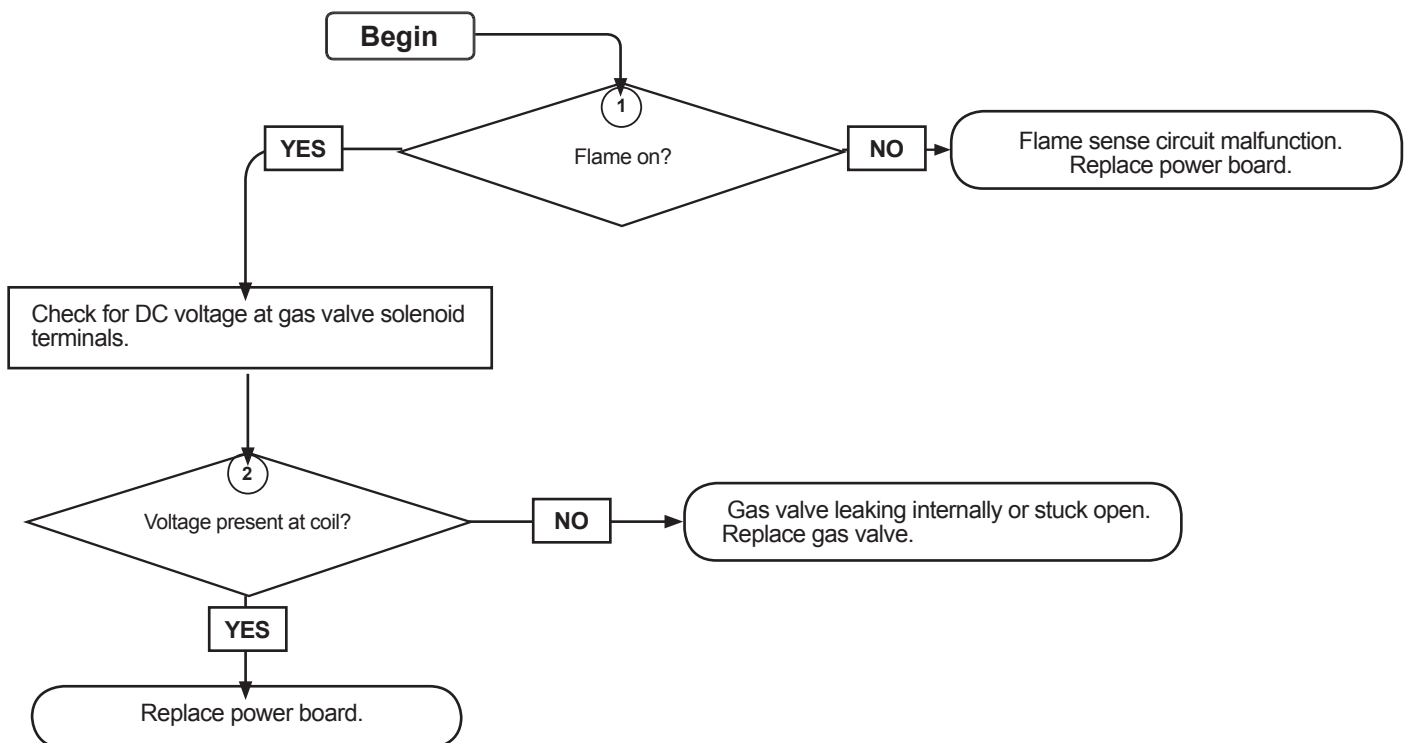 Begin
1
Flame on?
YES
NO
Flame sense circuit malfunction.
Replace power board.
Check for DC voltage at gas valve solenoid
terminals.
2
Voltage present at coil?
NO
Gas valve leaking internally or stuck open.
Replace gas valve.
YES
Replace power board.